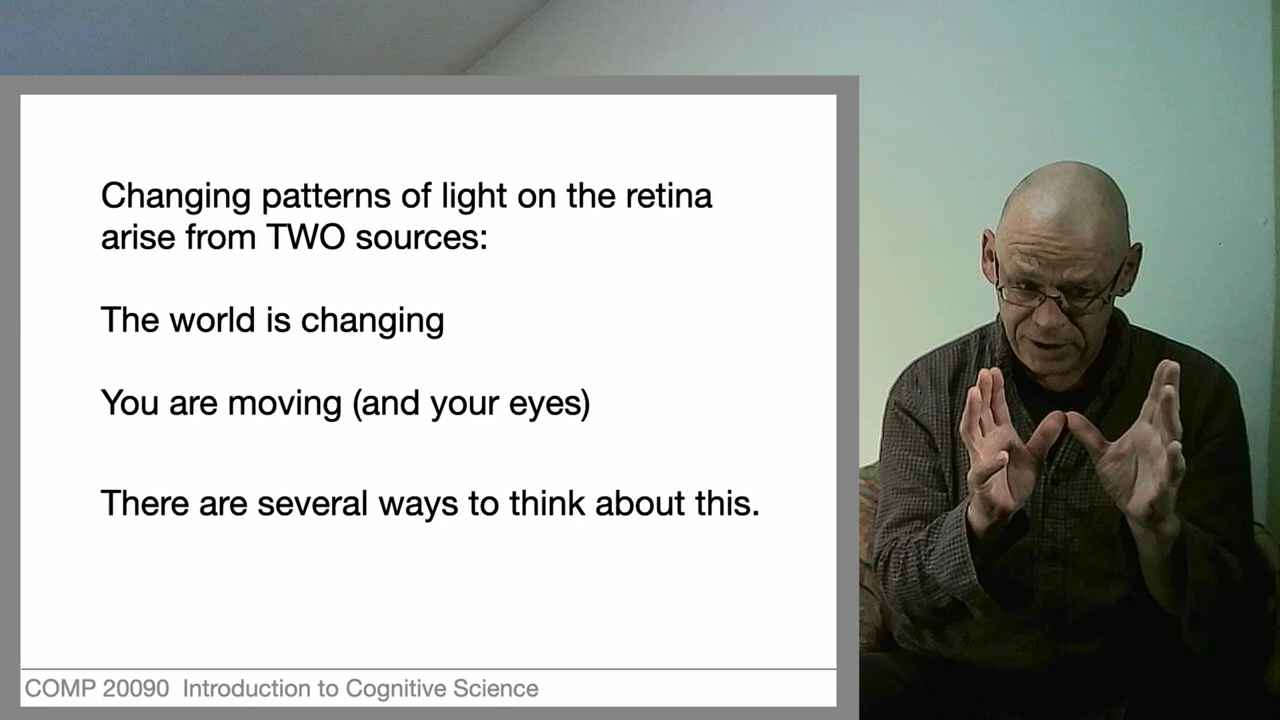 Changing patterns of light on the retina
arise from TWO sources:
The world is changing
You are moving (and your eyes)
There are several ways to think about this.
COMP 20090 Introduction to Cognitive Science